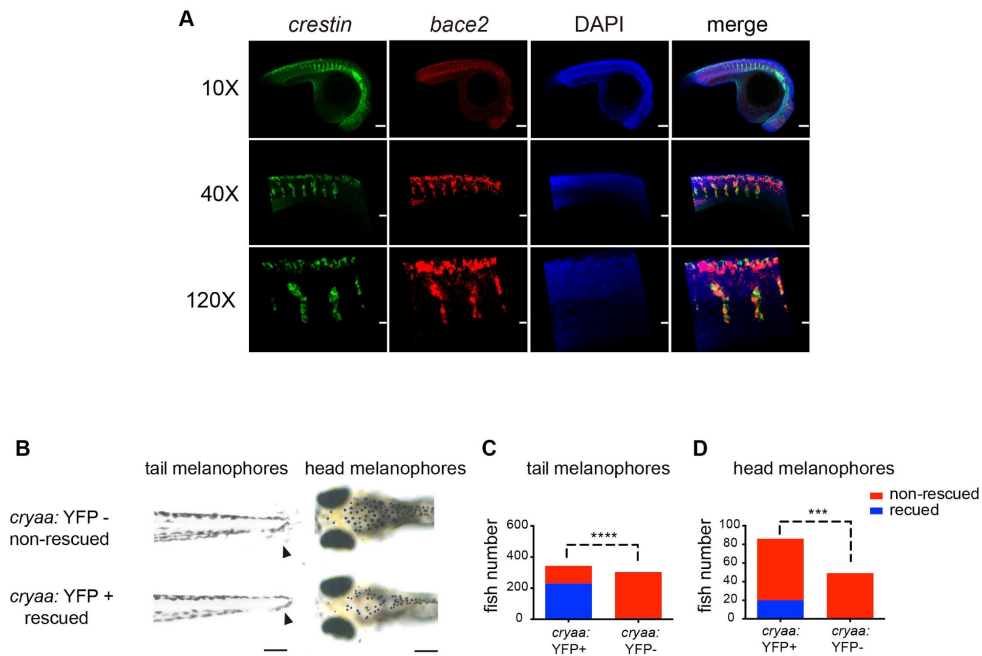 A
crestin
bace2
DAPI
merge
10X
40X
120X
B
tail melanophores
head melanophores
cryaa: YFP -
non-rescued
cryaa: YFP +
rescued
C
tail melanophores
fish number
600
400
200
0
****
cryaa:
YFP+
cryaa:
YFP-
D
head melanophores
non-rescued
recued
fish number
100
80
60
40
20
0
***
cryaa:
YFP+
cryaa:
YFP-